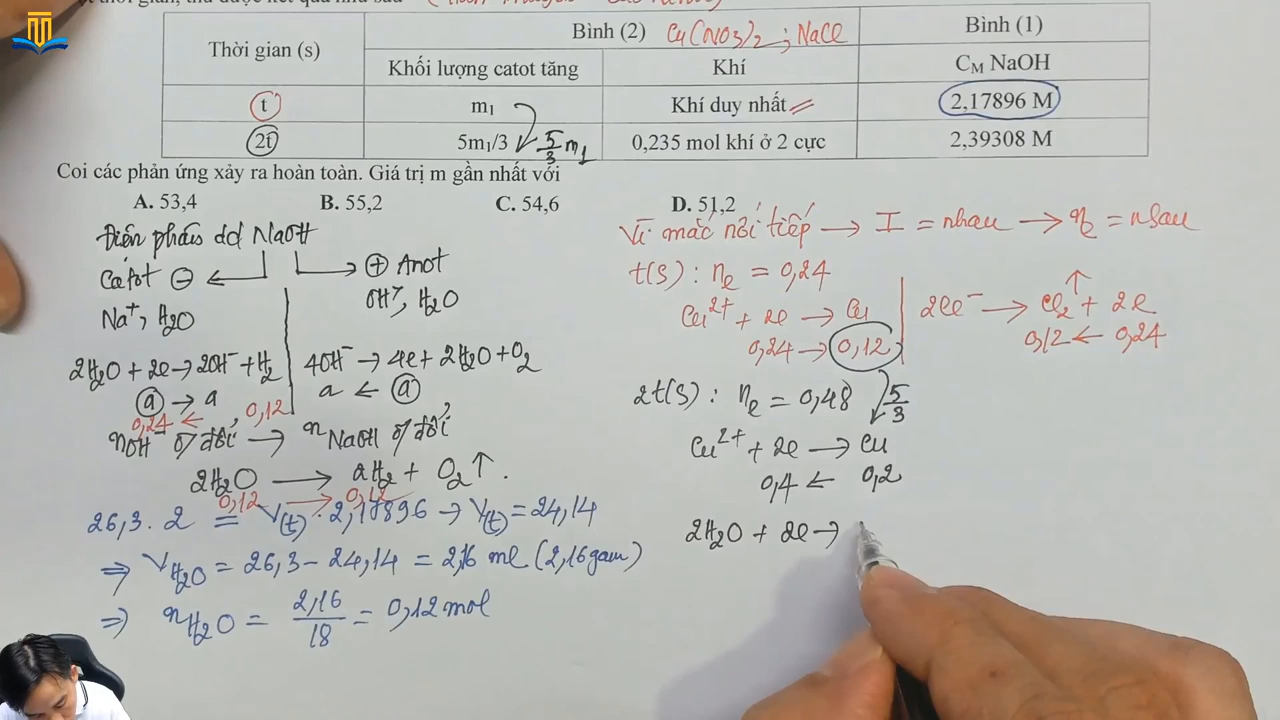 Thời gian (s)
Bình (2) Cu(NO3)2; NaCl
Bình (1)
Khối lượng catot tăng
Khí
CM NaOH
t
m1
Khí duy nhất
2,17896 M
2t
5m1/3
5/3 m1
0,235 mol khí ở 2 cực
2,39308 M
Coi các phản ứng xảy ra hoàn toàn. Giá trị m gần nhất với
A. 53,4 B. 55,2 C. 54,6 D. 51,2
Điện phân dd NaOH
Catot ⊖ ← → ⊕ Anot
Na+, H2O
OH-, H2O
2H2O + 2e → 2OH- + H2
4OH- → 4e + 2H2O + O2
a → a
a ← a
0,24 ← 0,12
nOH- o/ đổi → nNaOH o/ đổi
2H2O → 2H2 + O2↑.
0,12 → 0,12
26,3. 2 = V(t) . 2,17896 → V(t) = 24,14
⇒ VH2O = 26,3 - 24,14 = 2,16 ml (2,16gam)
⇒ nH2O = 2,16/18 = 0,12 mol
Vì mắc nối tiếp → I = nhau → ne = nhau
t(s): ne = 0,24
Cu2+ + 2e → Cu
0,24 → 0,12
2Cl- → Cl2↑ + 2e
0,12 ← 0,24
2t(s): ne = 0,48
5/3
Cu2+ + 2e → Cu
0,4 ← 0,2
2H2O + 2e →